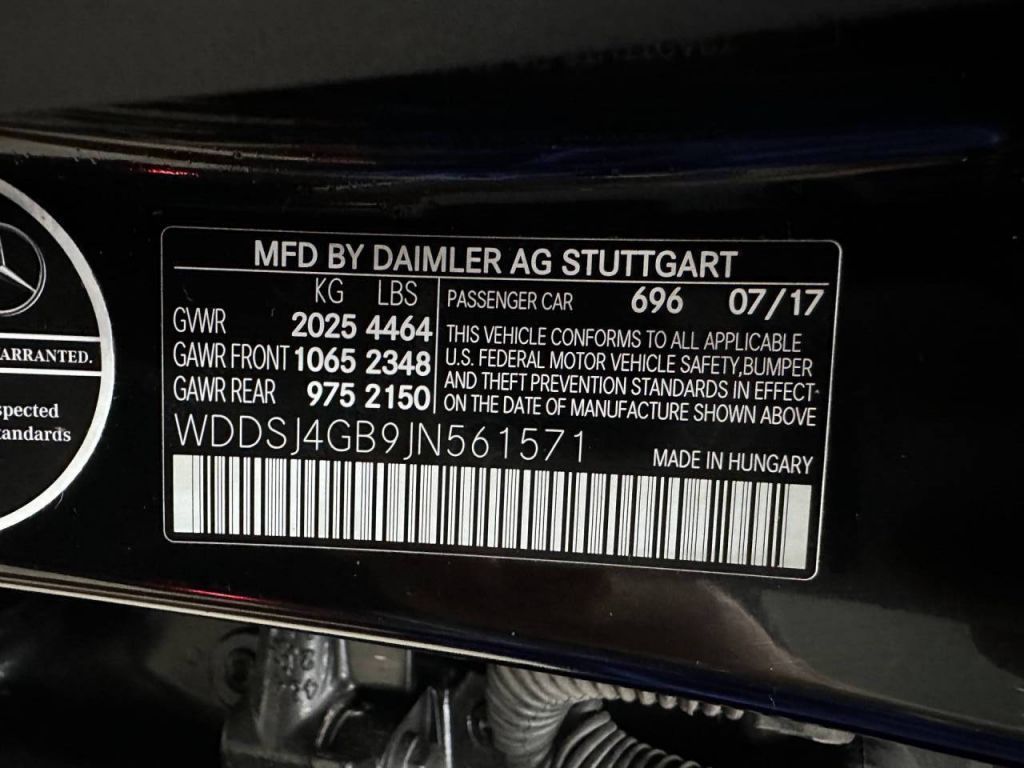 MFD BY DAIMLER AG STUTTGART
KG LBS
GVWR 2025 4464
GAWR FRONT 1065 2348
GAWR REAR 975 2150
PASSENGER CAR 696 07/17
THIS VEHICLE CONFORMS TO ALL APPLICABLE
U.S. FEDERAL MOTOR VEHICLE SAFETY,BUMPER
AND THEFT PREVENTION STANDARDS IN EFFECT
ON THE DATE OF MANUFACTURE SHOWN ABOVE
WDDSJ4GB9JN561571
MADE IN HUNGARY
ARRANTED.
spected
tandards